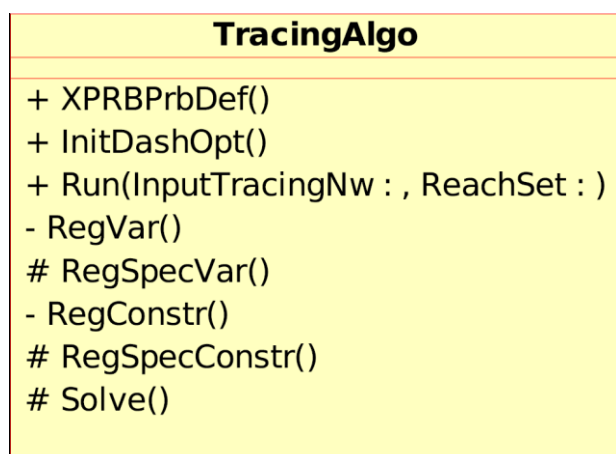 TracingAlgo
+ XPRBPrbDef()
+ InitDashOpt()
+ Run(InputTracingNw : , ReachSet : )
- RegVar()
# RegSpecVar()
- RegConstr()
# RegSpecConstr()
# Solve()